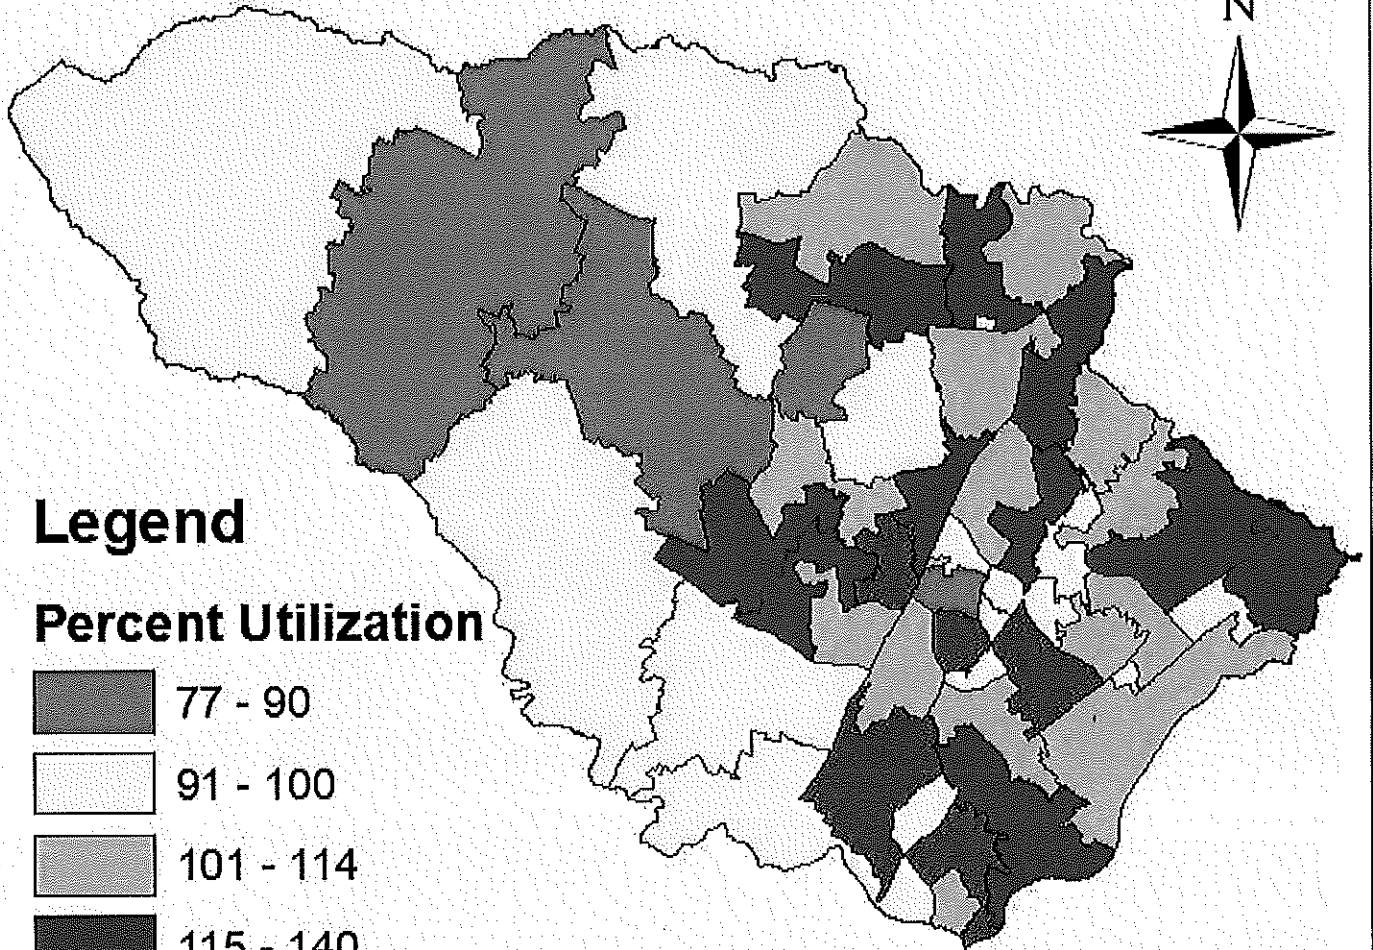 N
Legend
Percent Utilization
77 - 90
91 - 100
101 - 114
115 - 140